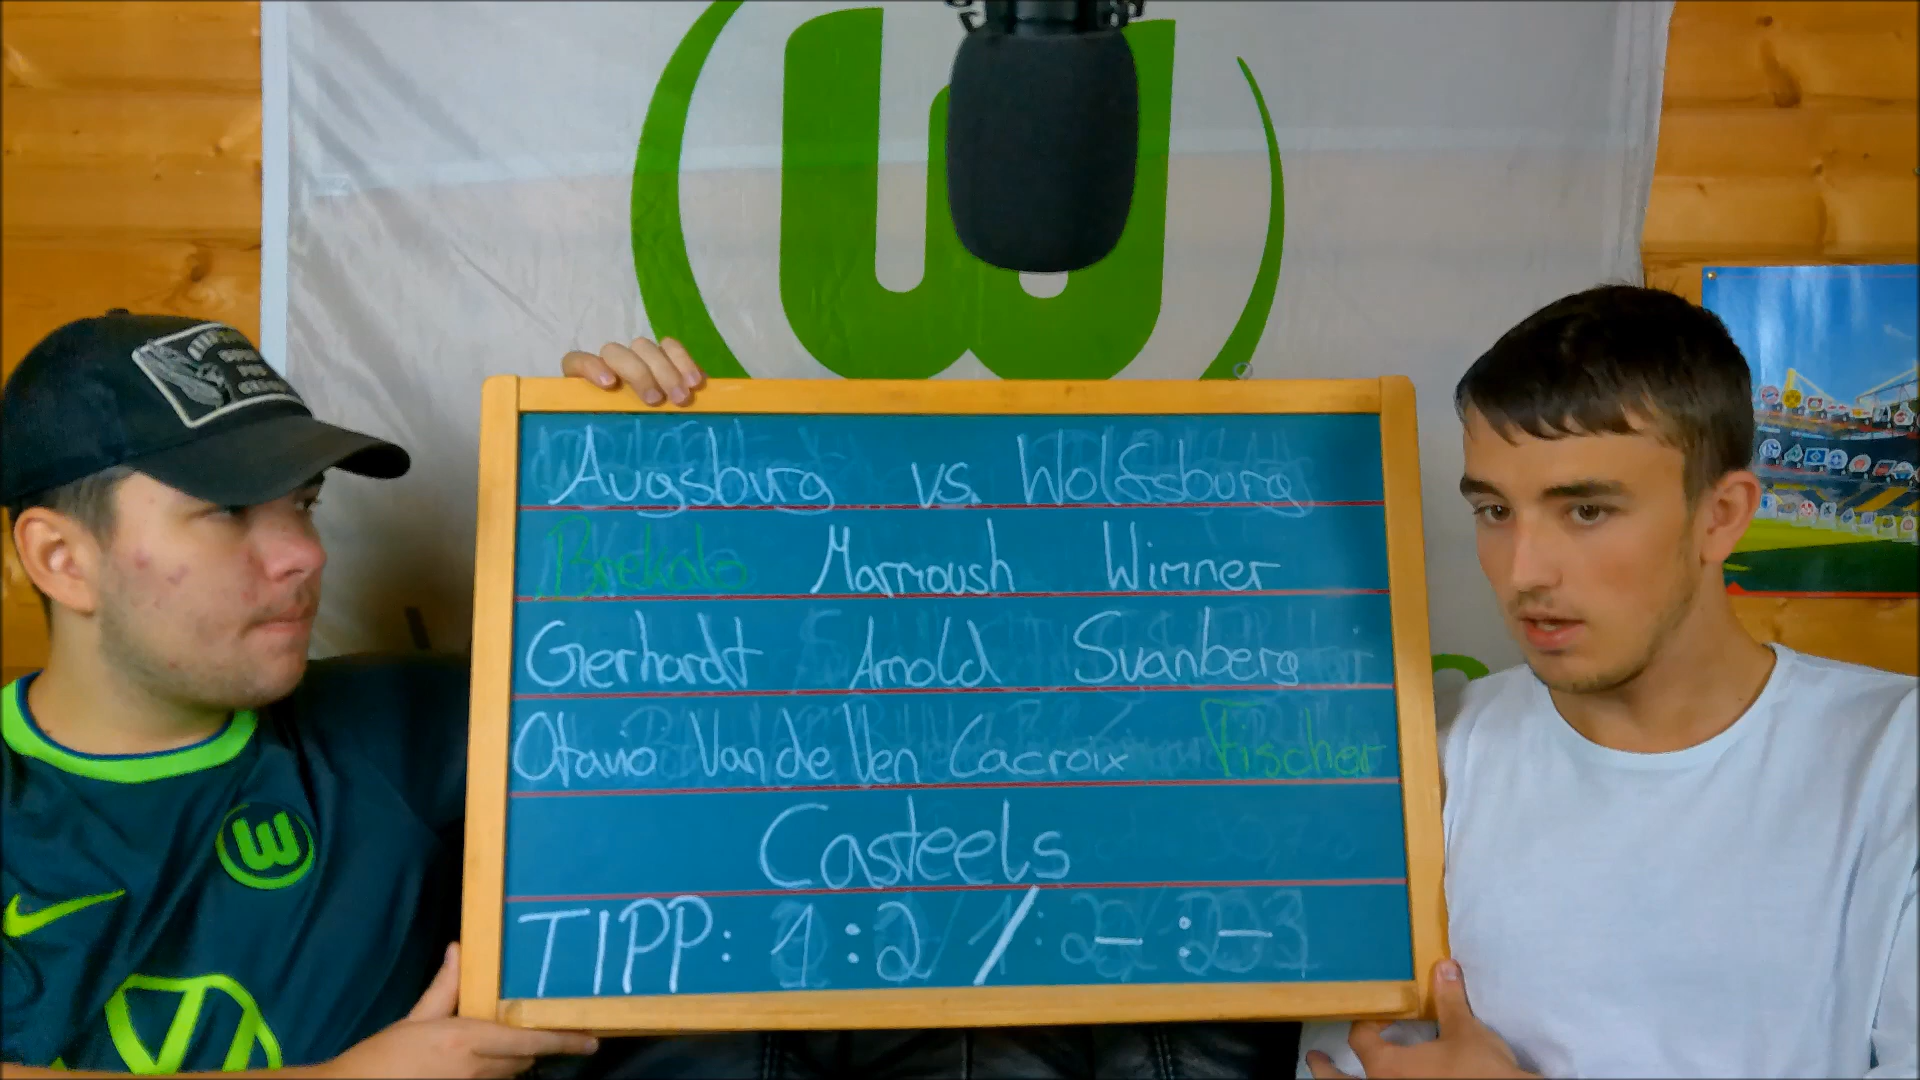 Augsburg vs. Wolfsburg
Brekalo Marmoush Wimmer
Gerhardt Arnold Svanberg
Otavio Van de Ven Lacroix Fischer
Casteels
TIPP: 1:2 / - : -